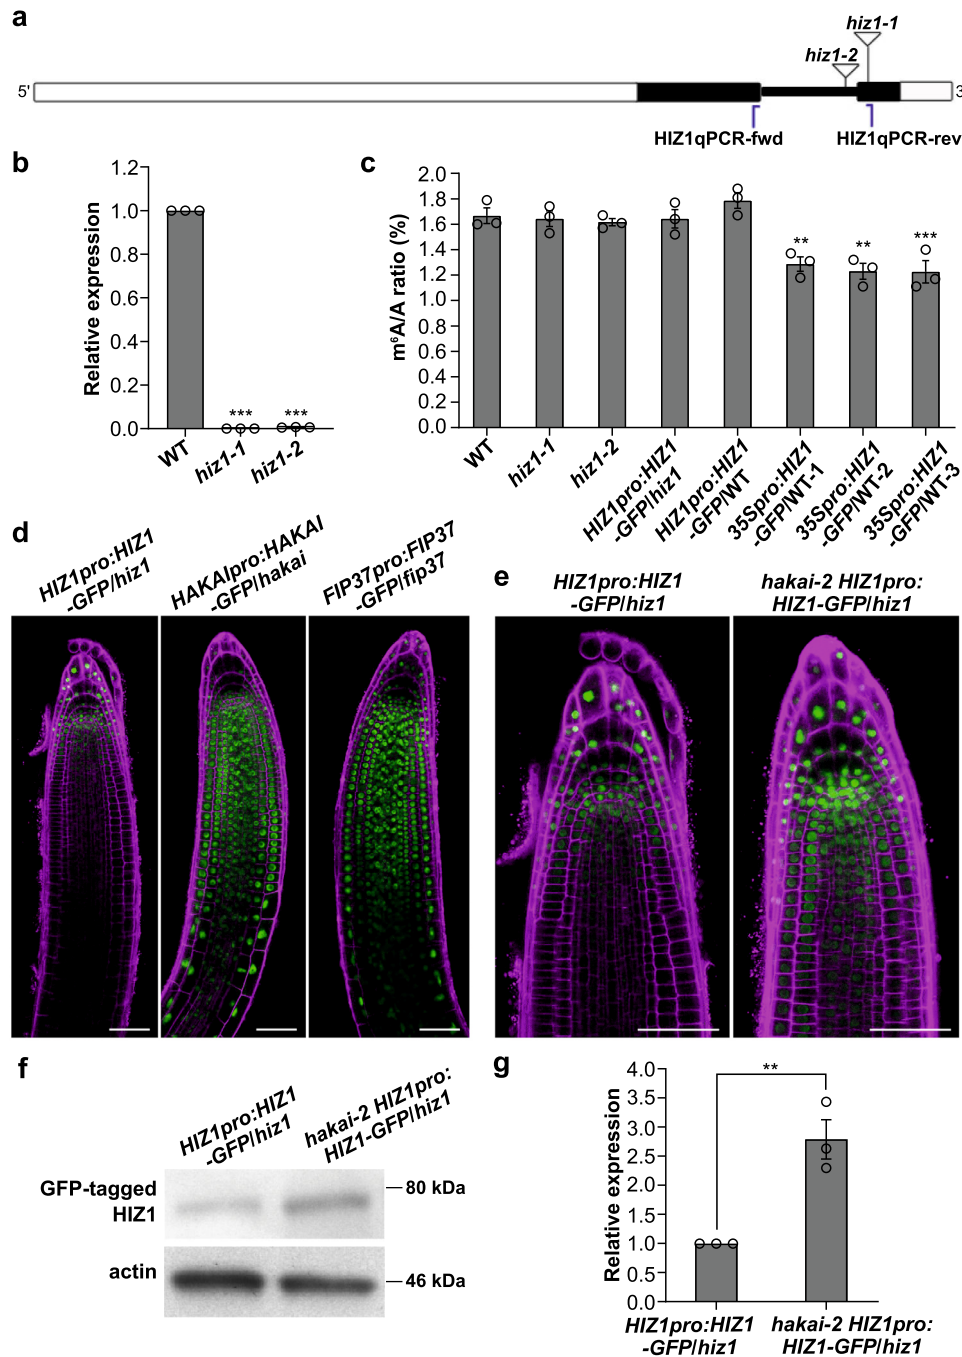 a
hiz1-1
hiz1-2
5'
3
HIZ1qPCR-fwd
HIZ1qPCR-rev
b
Relative expression
1.2
1.0
0.8
0.6
0.4
0.2
0.0
***
***
WT
hiz1-1
hiz1-2
c
m⁶A/A ratio (%)
2.0
1.8
1.6
1.4
1.2
1.0
0.8
0.6
0.4
0.2
0.0
**
**
***
WT
hiz1-1
hiz1-2
HIZ1pro:HIZ1
-GFP/hiz1
HIZ1pro:HIZ1
-GFP/WT
35Spro:HIZ1
-GFP/WT-1
35Spro:HIZ1
-GFP/WT-2
35Spro:HIZ1
-GFP/WT-3
d
HIZ1pro:HIZ1
-GFP/hiz1
HAKAIpro:HAKAI
-GFP/hakai
FIP37pro:FIP37
-GFP/fip37
e
HIZ1pro:HIZ1
-GFP/hiz1
hakai-2 HIZ1pro:
HIZ1-GFP/hiz1
f
HIZ1pro:HIZ1
-GFP/hiz1
hakai-2 HIZ1pro:
HIZ1-GFP/hiz1
GFP-tagged
HIZ1
80 kDa
actin
46 kDa
g
Relative expression
4.0
3.5
3.0
2.5
2.0
1.5
1.0
0.5
0.0
**
HIZ1pro:HIZ1
-GFP/hiz1
hakai-2 HIZ1pro:
HIZ1-GFP/hiz1